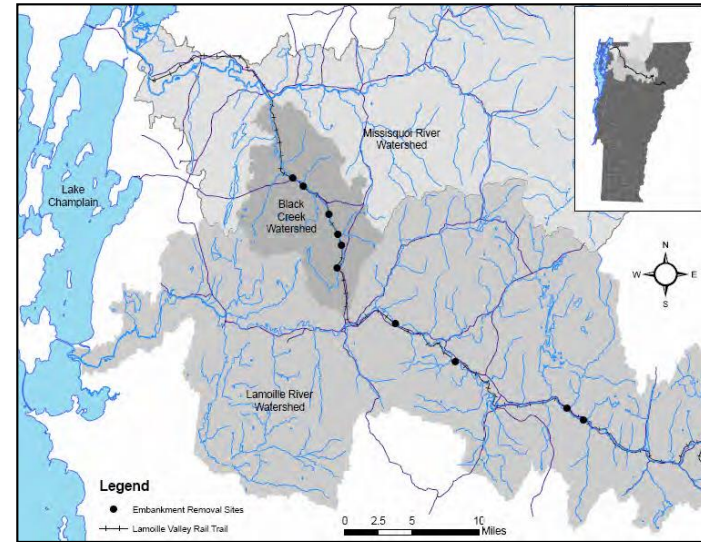 Missisquoi River
Watershed
Lake
Champlain
Black
Creek
Watershed
N
W
E
S
Lamoille River
Watershed
Legend
Embankment Removal Sites
Lamoille Valley Rail Trail
0 2.5 5 10
Miles